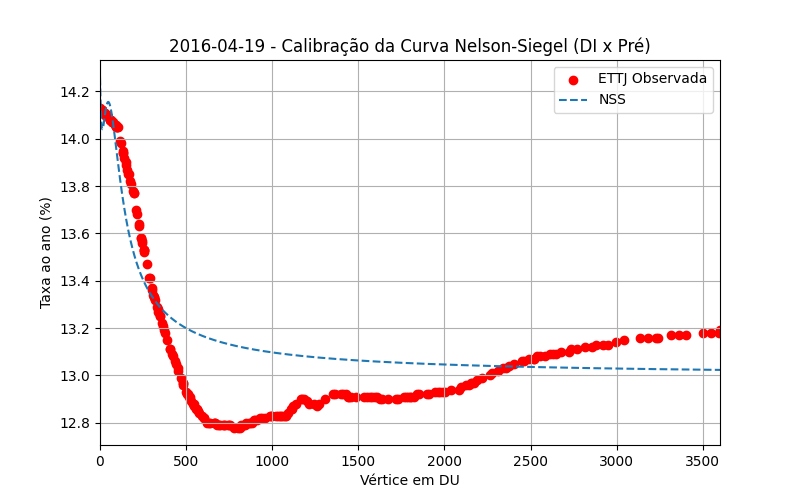 2016-04-19 - Calibração da Curva Nelson-Siegel (DI x Pré)
ETTJ Observada
NSS
Taxa ao ano (%)
14.2
14.0
13.8
13.6
13.4
13.2
13.0
12.8
0 500 1000 1500 2000 2500 3000 3500
Vértice em DU